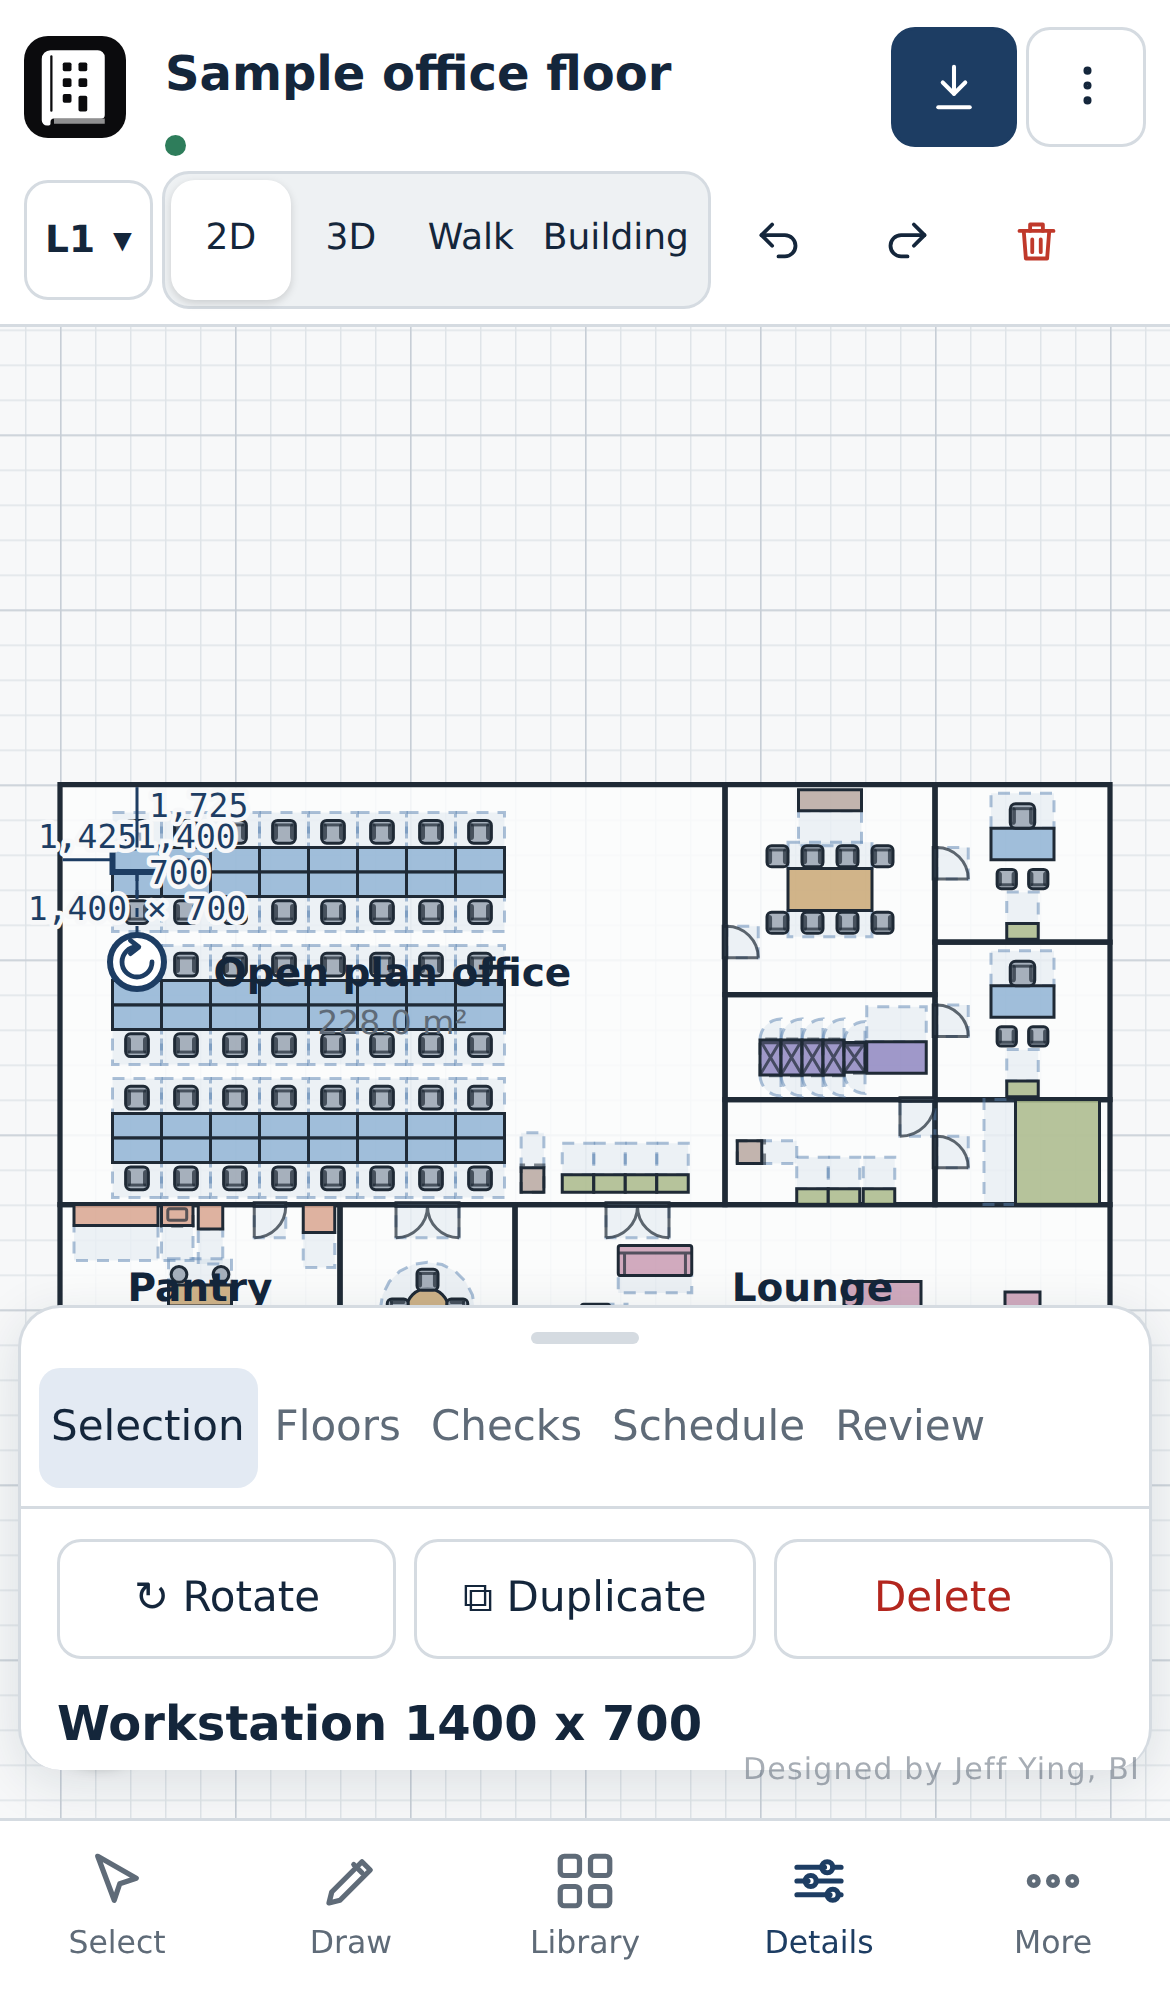 Sample office floor
L1 ▼
2D
3D
Walk
Building
1,725
1,425
1,400
700
1,400 × 700
Open plan office
228.0 m²
Pantry
Lounge
Selection
Floors
Checks
Schedule
Review
↻ Rotate
⧉ Duplicate
Delete
Workstation 1400 x 700
Designed by Jeff Ying, BI
Select
Draw
Library
Details
More